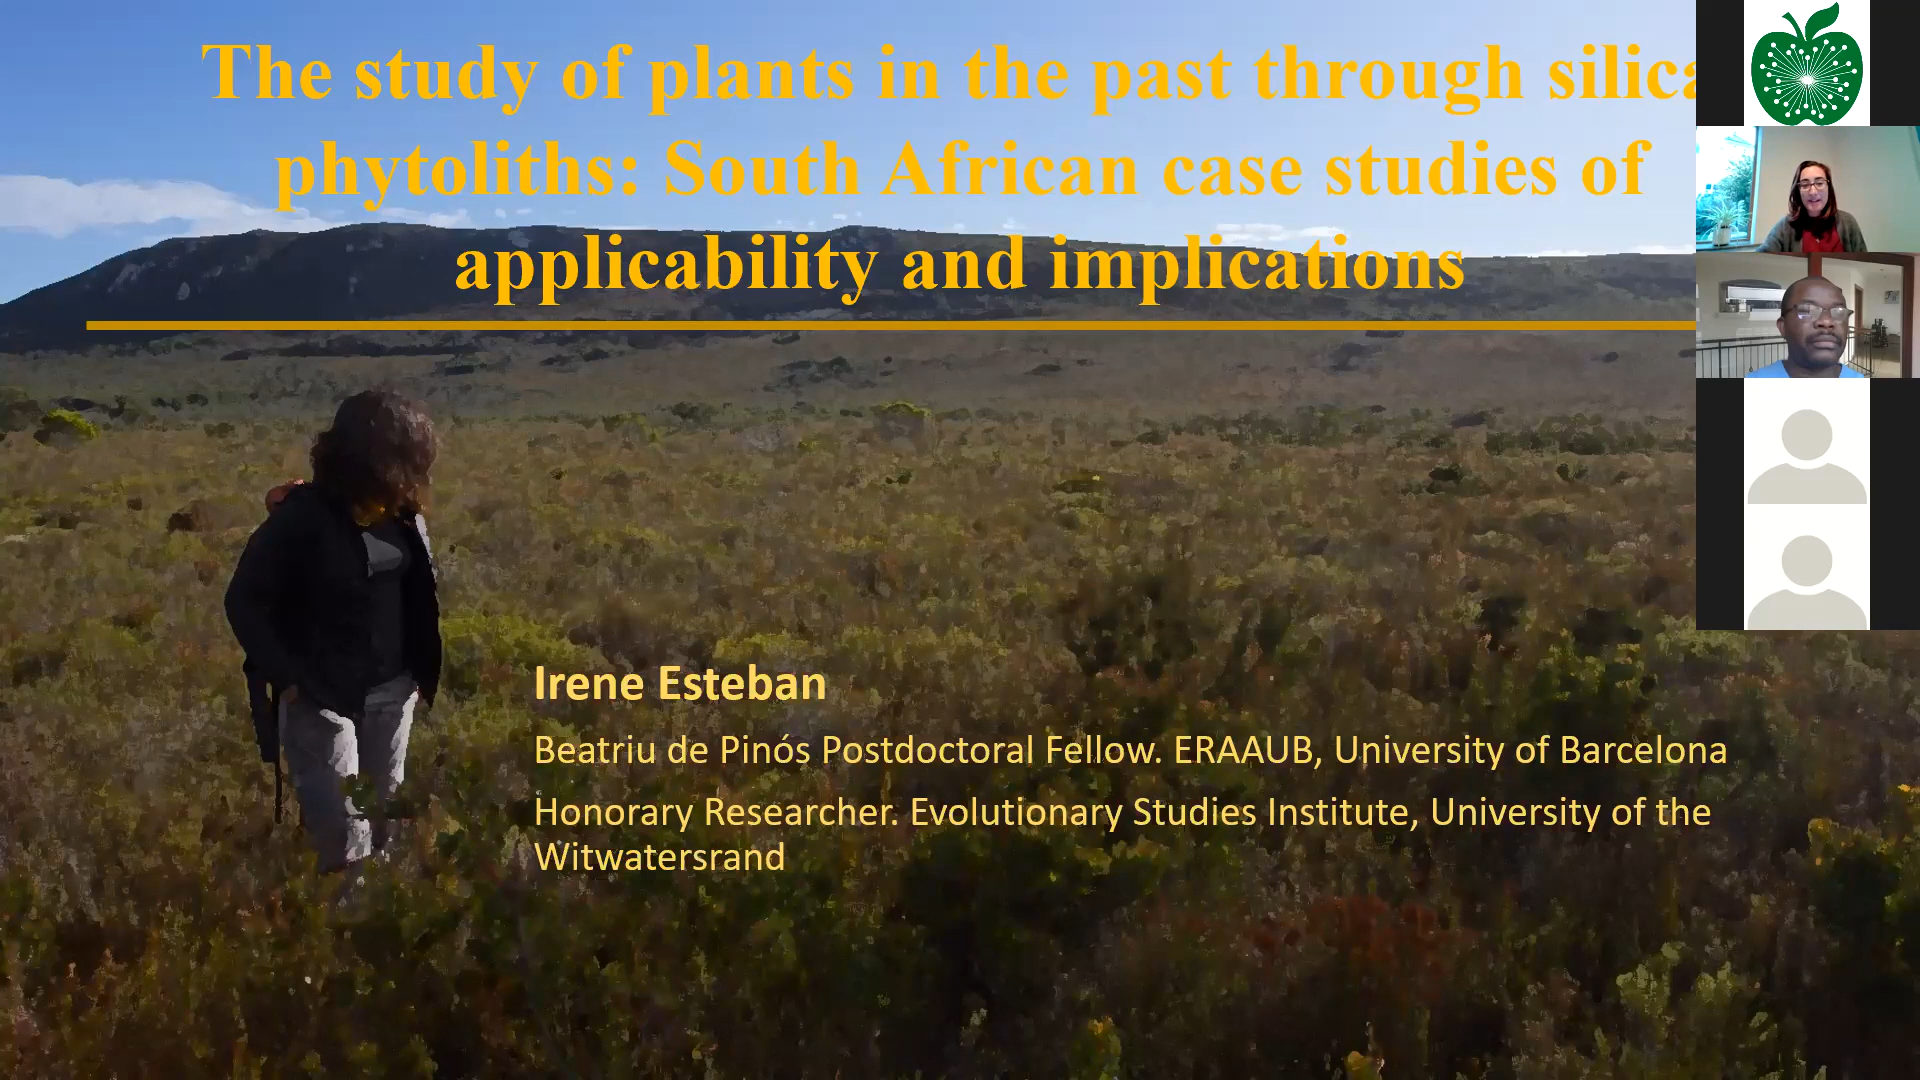 The study of plants in the past through silica
phytoliths: South African case studies of
applicability and implications
Irene Esteban
Beatriu de Pinós Postdoctoral Fellow. ERAAUB, University of Barcelona
Honorary Researcher. Evolutionary Studies Institute, University of the
Witwatersrand